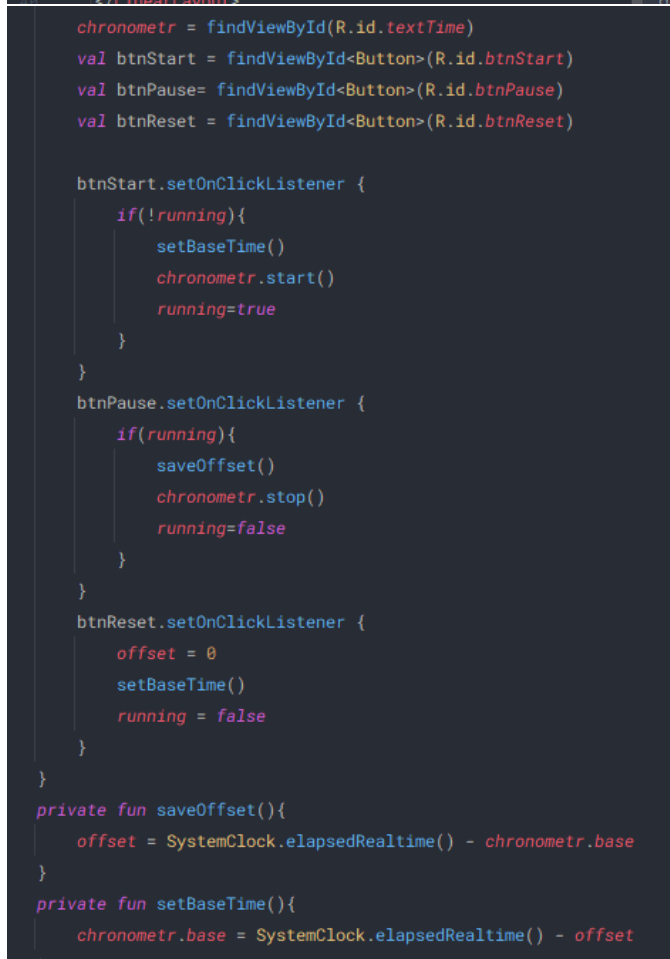 chronometr = findViewById(R.id.textTime)
val btnStart = findViewById<Button>(R.id.btnStart)
val btnPause= findViewById<Button>(R.id.btnPause)
val btnReset = findViewById<Button>(R.id.btnReset)
btnStart.setOnClickListener {
if(!running){
setBaseTime()
chronometr.start()
running=true
}
}
btnPause.setOnClickListener {
if(running){
saveOffset()
chronometr.stop()
running=false
}
}
btnReset.setOnClickListener {
offset = 0
setBaseTime()
running = false
}
}
private fun saveOffset(){
offset = SystemClock.elapsedRealtime() - chronometr.base
}
private fun setBaseTime(){
chronometr.base = SystemClock.elapsedRealtime() - offset